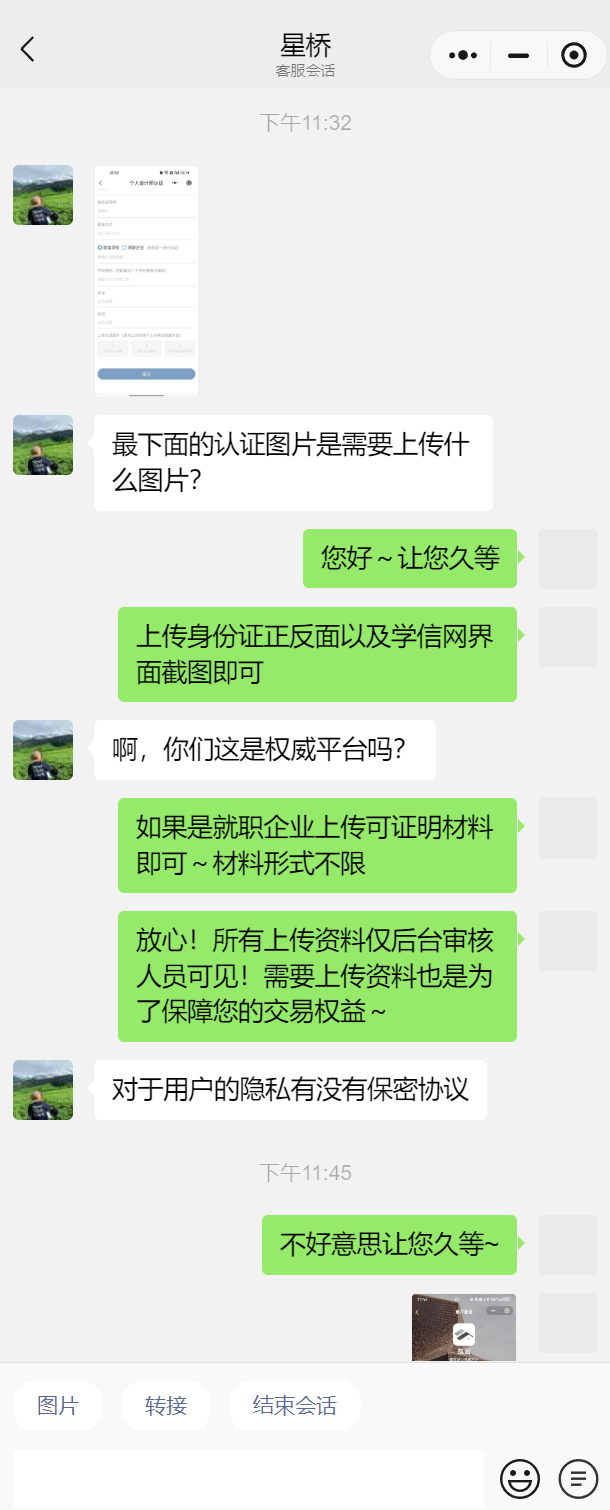 星桥
客服会话
下午11:32
个人设计师认证
最下面的认证图片是需要上传什
么图片？
您好～让您久等
上传身份证正反面以及学信网界
面截图即可
啊，你们这是权威平台吗？
如果是就职企业上传可证明材料
即可～材料形式不限
放心！所有上传资料仅后台审核
人员可见！需要上传资料也是为
了保障您的交易权益～
对于用户的隐私有没有保密协议
下午11:45
不好意思让您久等~
图片
转接
结束会话